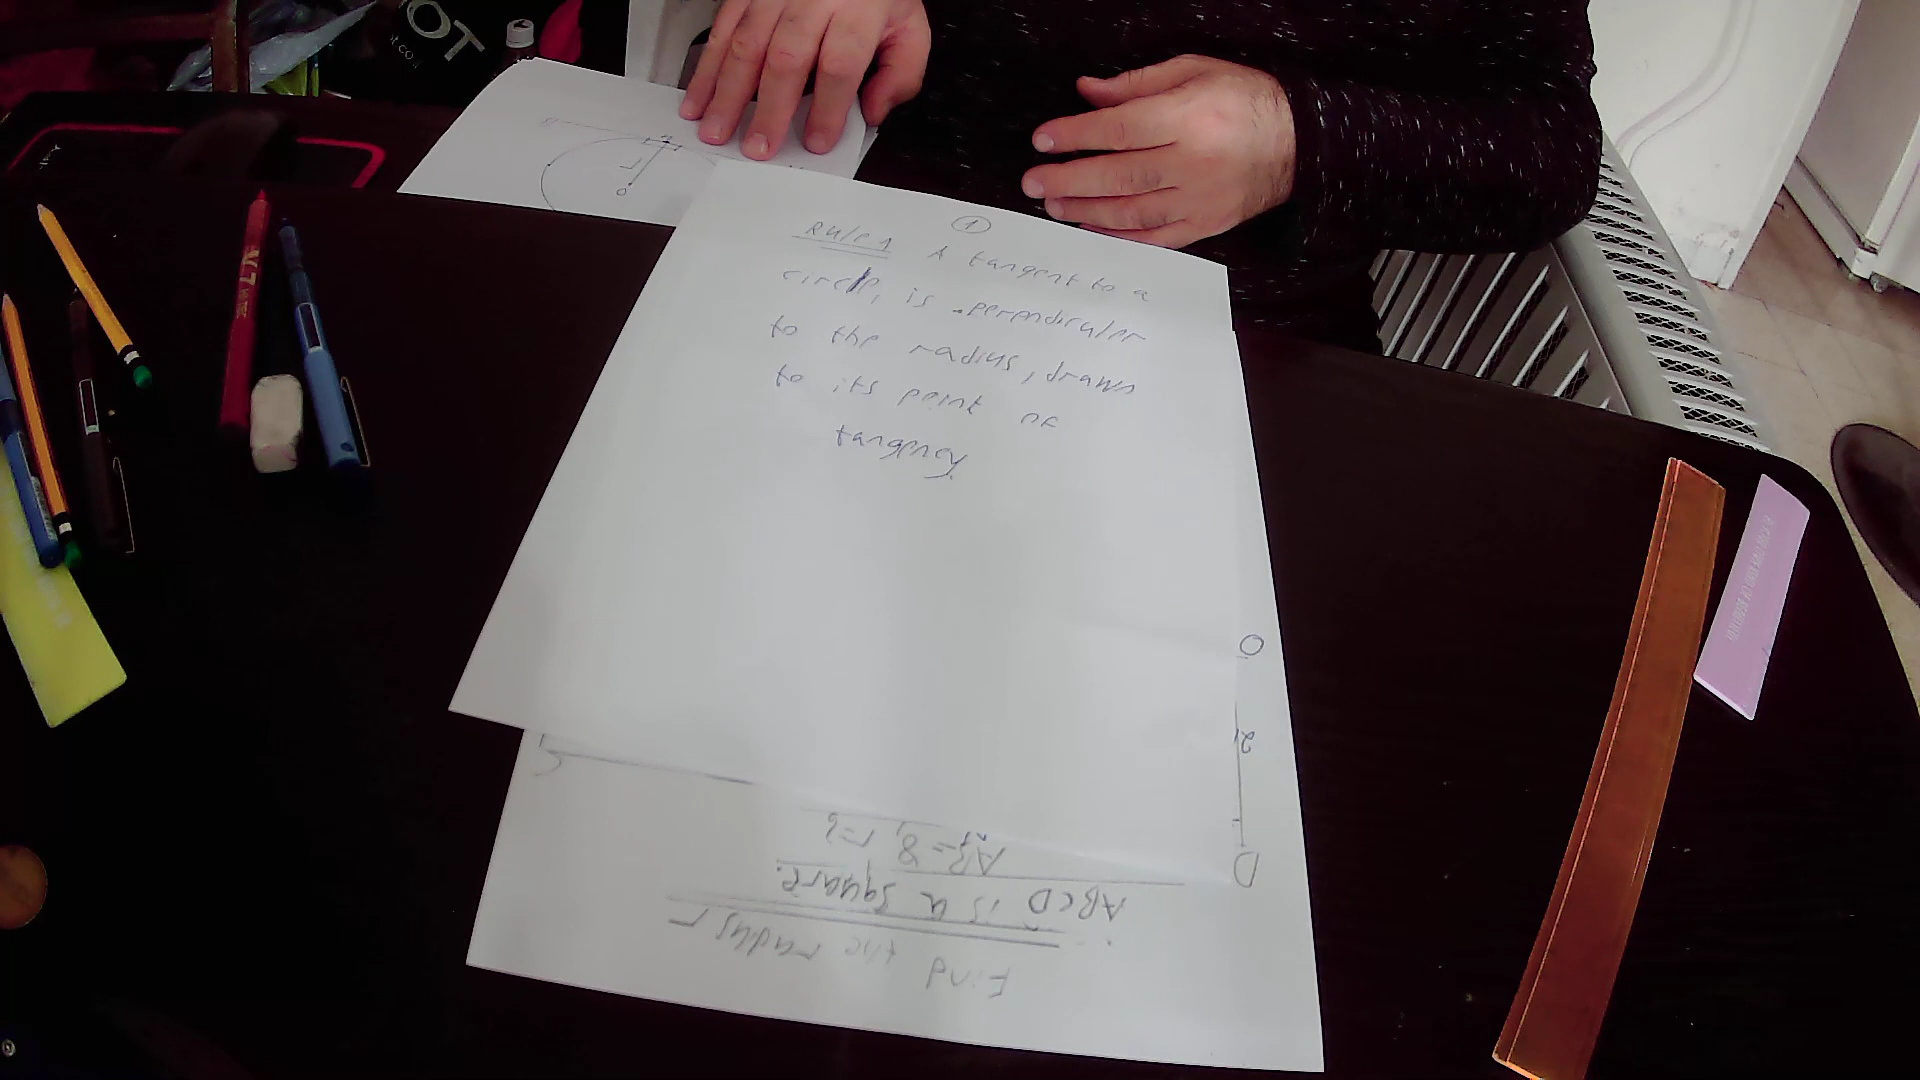 OT
1
Rule 1 A tangent to a
circle, is perpendicular
to the radius, drawn
to its point of
tangency
O
2
D
Find the radius r
ABCD is a square.
AB = 8, r=?
O